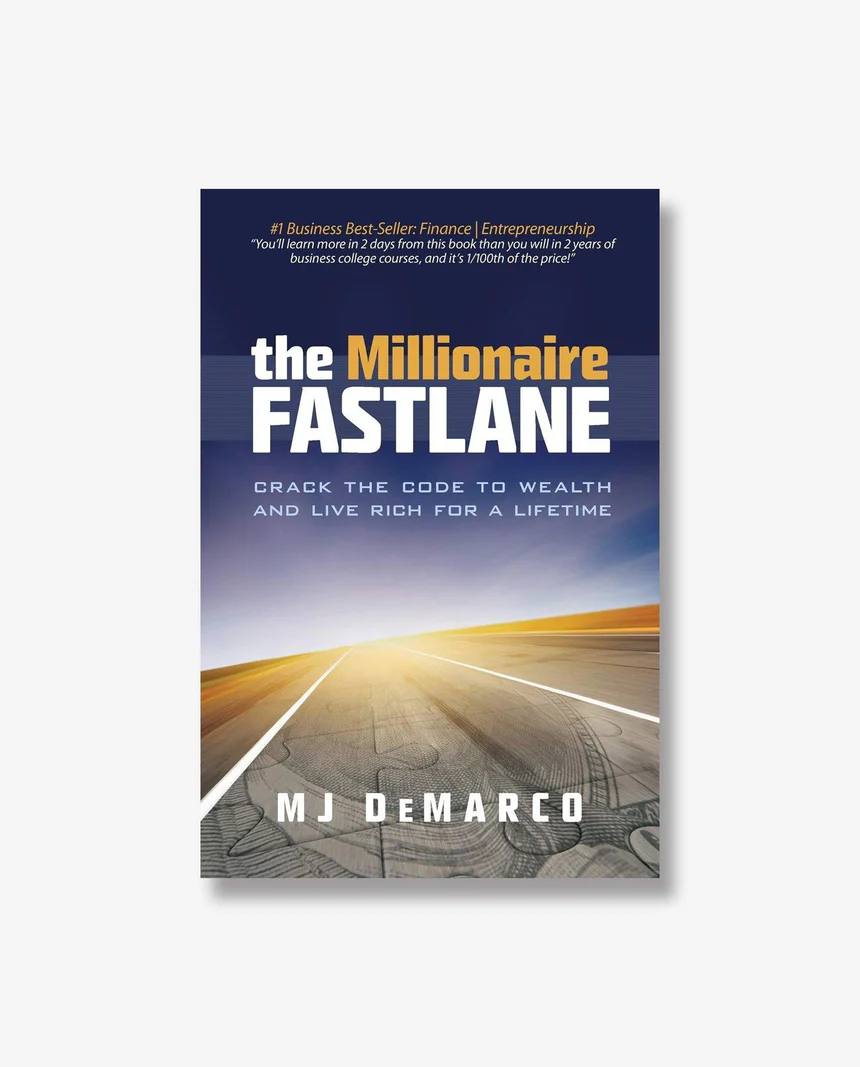 #1 Business Best-Seller: Finance | Entrepreneurship
“You’ll learn more in 2 days from this book than you will in 2 years of
business college courses, and it’s 1/100th of the price!”
the Millionaire
FASTLANE
CRACK THE CODE TO WEALTH
AND LIVE RICH FOR A LIFETIME
MJ DeMARCO